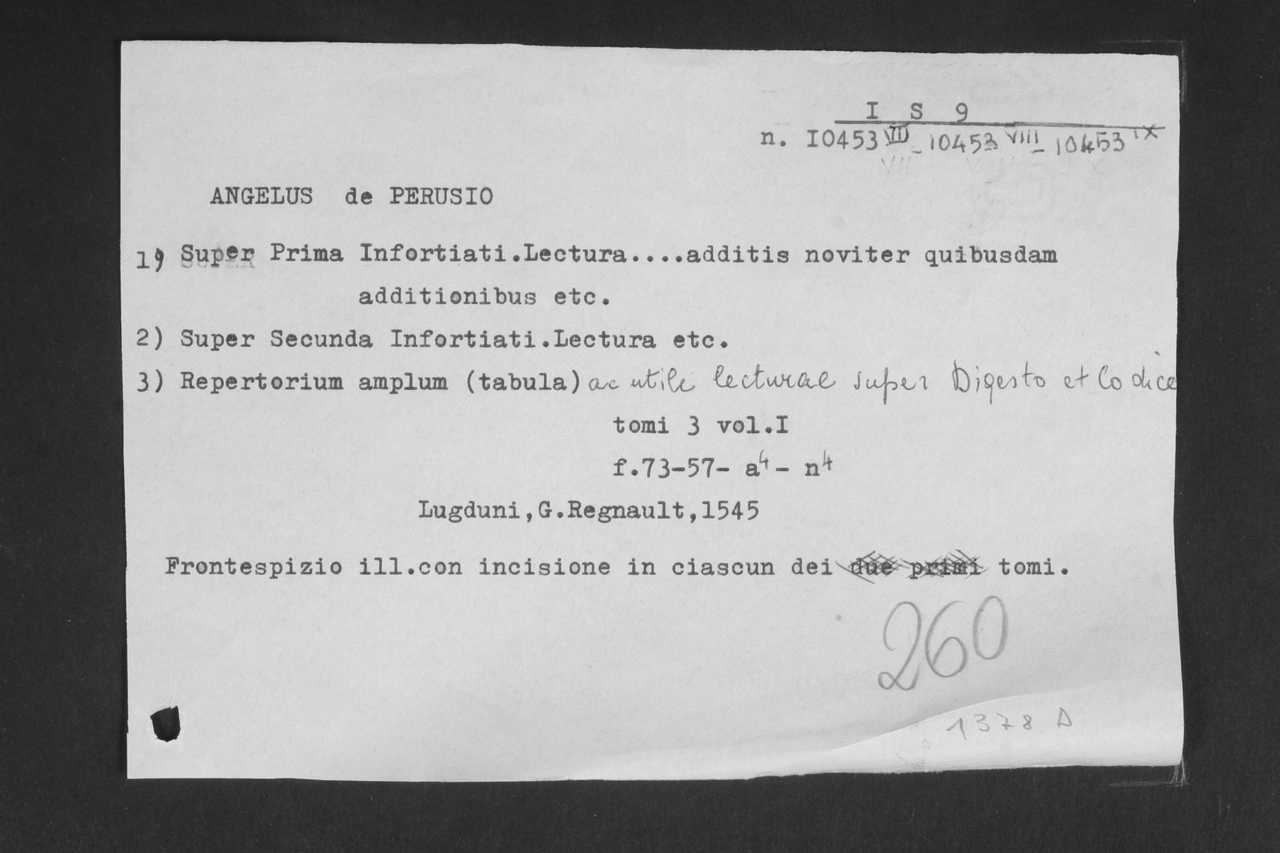 I S 9
n. I0453 VII - 10453 VIII - 10453 IX
ANGELUS de PERUSIO
1) Super Prima Infortiati.Lectura....additis noviter quibusdam
additionibus etc.
2) Super Secunda Infortiati.Lectura etc.
3) Repertorium amplum (tabula) ac utile lecturae super Digesto et Codice
tomi 3 vol.I
f.73-57- a4- n4
Lugduni,G.Regnault,1545
Frontespizio ill.con incisione in ciascun dei due primi tomi.
260
1378 D